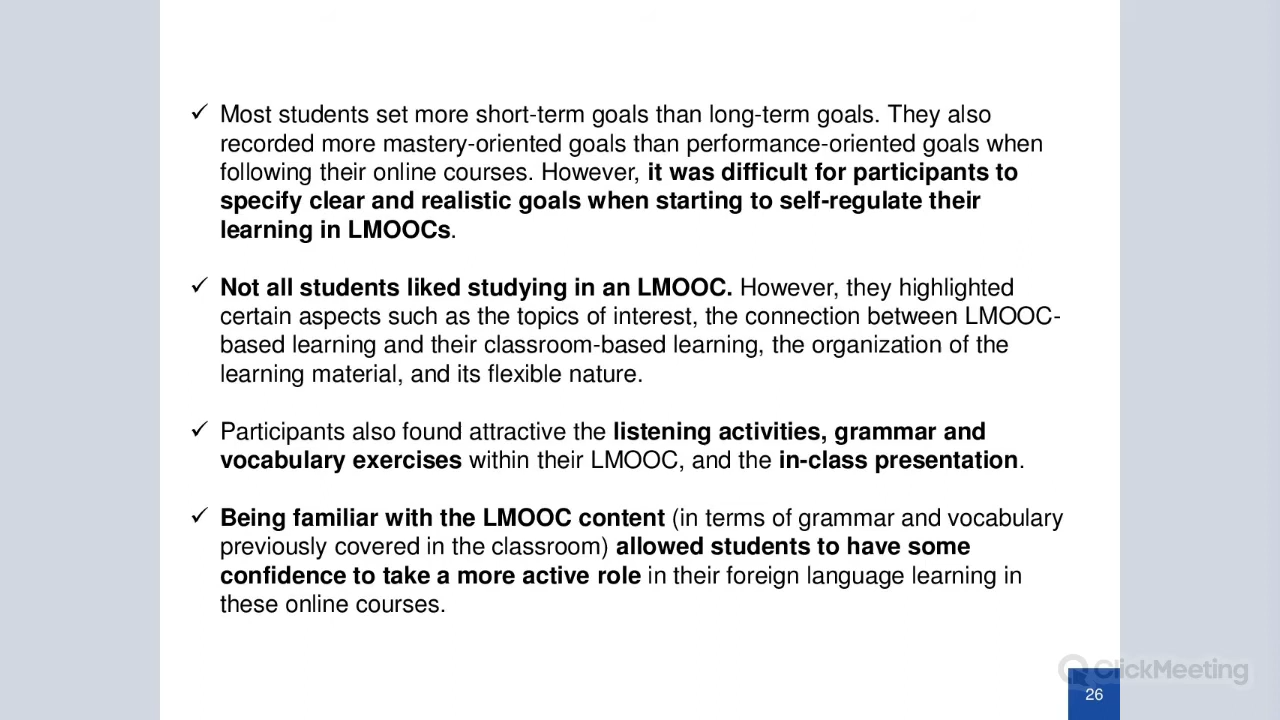 ✓ Most students set more short-term goals than long-term goals. They also
recorded more mastery-oriented goals than performance-oriented goals when
following their online courses. However, it was difficult for participants to
specify clear and realistic goals when starting to self-regulate their
learning in LMOOCs.
✓ Not all students liked studying in an LMOOC. However, they highlighted
certain aspects such as the topics of interest, the connection between LMOOC-
based learning and their classroom-based learning, the organization of the
learning material, and its flexible nature.
✓ Participants also found attractive the listening activities, grammar and
vocabulary exercises within their LMOOC, and the in-class presentation.
✓ Being familiar with the LMOOC content (in terms of grammar and vocabulary
previously covered in the classroom) allowed students to have some
confidence to take a more active role in their foreign language learning in
these online courses.
ClickMeeting
26